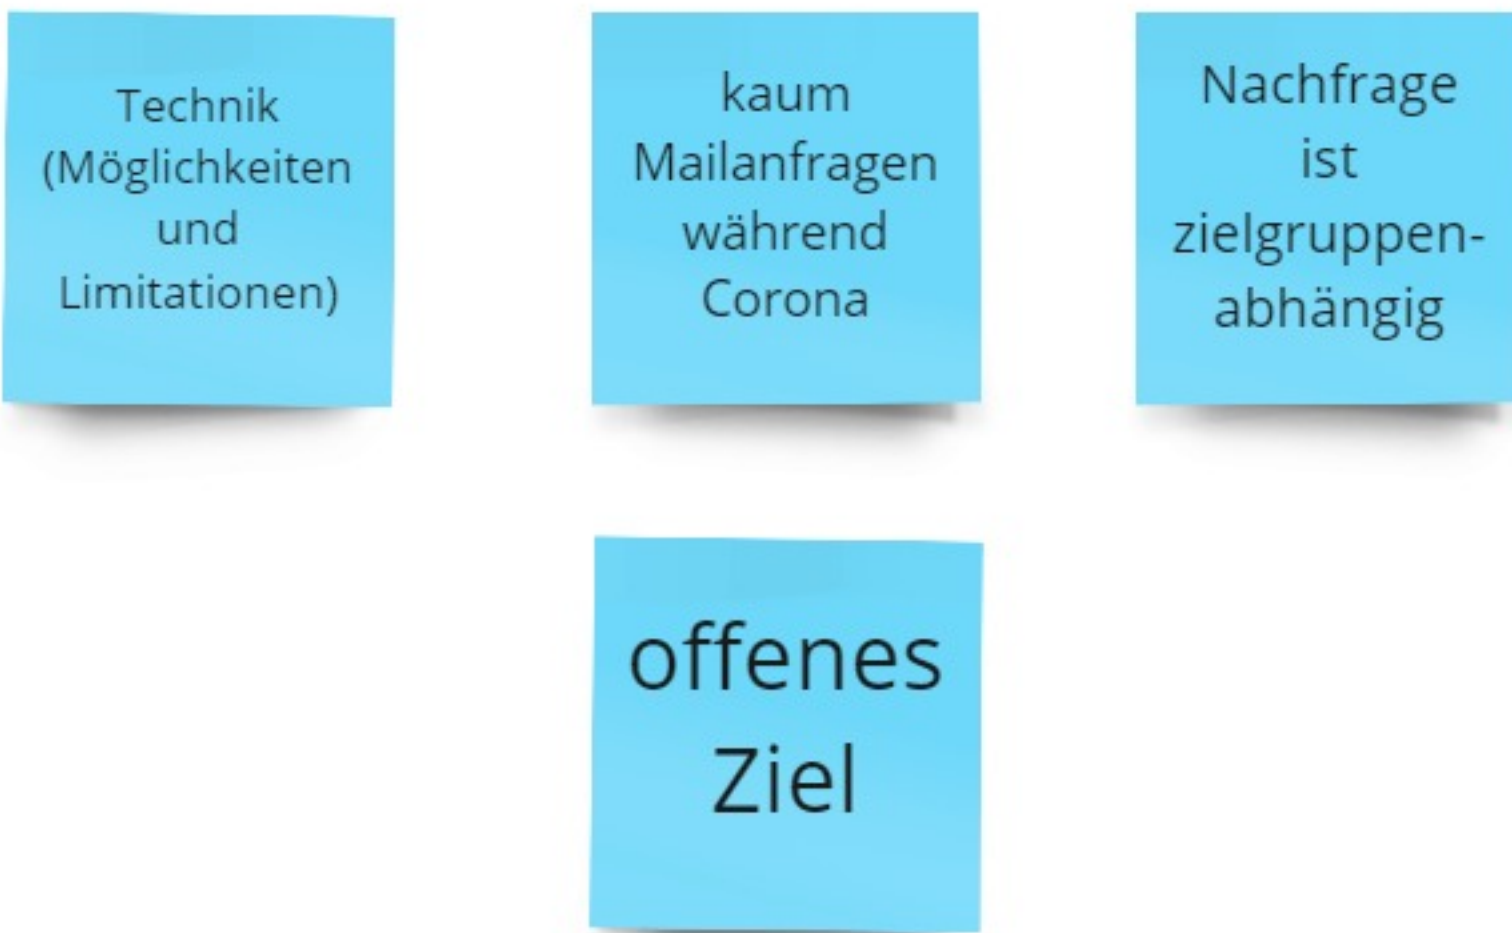 Technik
(Möglichkeiten
und
Limitationen)
kaum
Mailanfragen
während
Corona
Nachfrage
ist
zielgruppen-
abhängig
offenes
Ziel